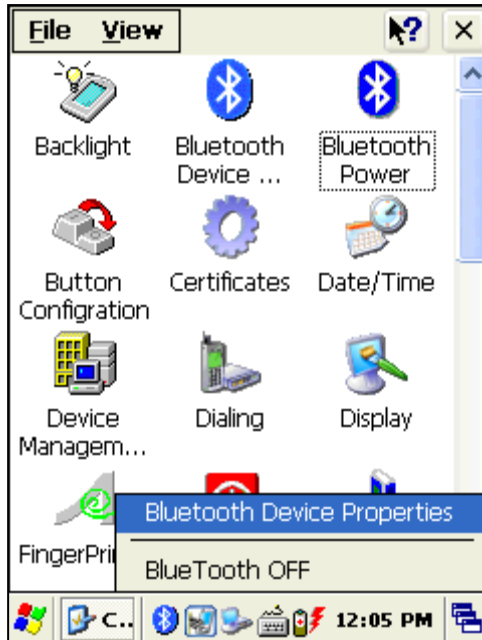 File View ?
Backlight
Bluetooth Device ...
Bluetooth Power
Button Configration
Certificates
Date/Time
Device Managem...
Dialing
Display
FingerPri
Bluetooth Device Properties
BlueTooth OFF
C.. 12:05 PM